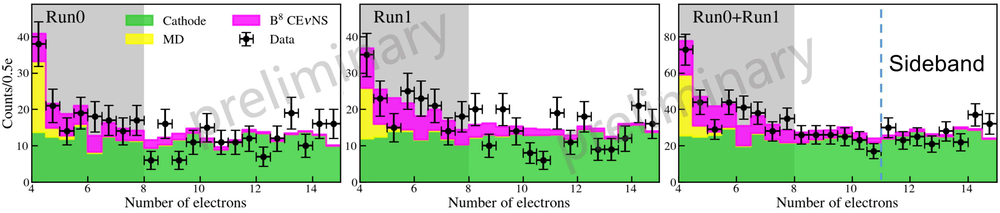 Run0
Cathode
B⁸ CEνNS
MD
Data
Counts/0.5e
40
30
20
10
0
4 6 8 10 12 14
Number of electrons
Run1
40
30
20
10
0
4 6 8 10 12 14
Number of electrons
preliminary
Run0+Run1
Sideband
80
60
40
20
0
4 6 8 10 12 14
Number of electrons
preliminary